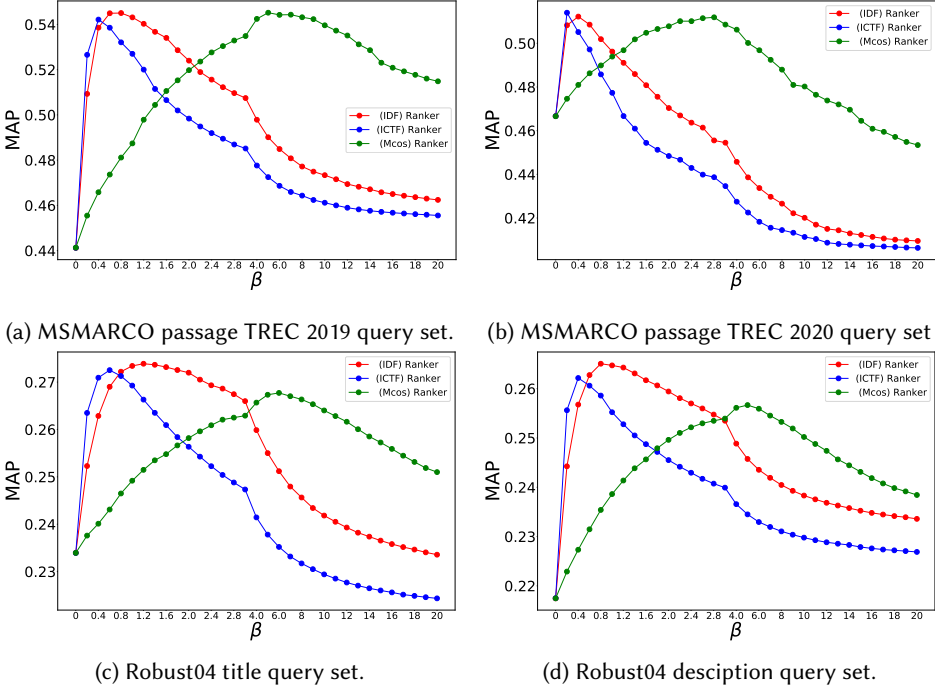 0.54
0.52
0.50
0.48
0.46
0.44
MAP
(IDF) Ranker
(ICTF) Ranker
(Mcos) Ranker
0 0.4 0.8 1.2 1.6 2.0 2.4 2.8 4.0 6.0 8.0 10 12 14 16 18 20
β
(a) MSMARCO passage TREC 2019 query set.
0.50
0.46
0.42
MAP
(IDF) Ranker
(ICTF) Ranker
(Mcos) Ranker
0 0.4 0.8 1.2 1.6 2.0 2.4 2.8 4.0 6.0 8.0 10 12 14 16 18 20
β
(b) MSMARCO passage TREC 2020 query set
0.27
0.26
0.25
0.24
0.23
MAP
(IDF) Ranker
(ICTF) Ranker
(Mcos) Ranker
0 0.4 0.8 1.2 1.6 2.0 2.4 2.8 4.0 6.0 8.0 10 12 14 16 18 20
β
(c) Robust04 title query set.
0.26
0.25
0.24
0.23
0.22
MAP
(IDF) Ranker
(ICTF) Ranker
(Mcos) Ranker
0 0.4 0.8 1.2 1.6 2.0 2.4 2.8 4.0 6.0 8.0 10 12 14 16 18 20
β
(d) Robust04 desciption query set.